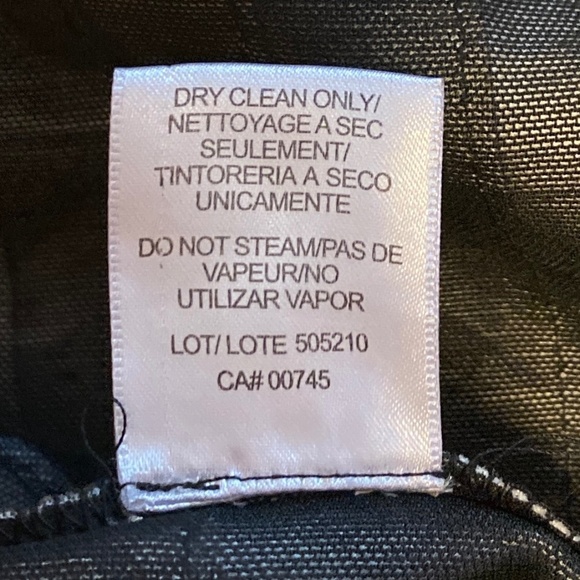 DRY CLEAN ONLY/
NETTOYAGE A SEC
SEULEMENT/
TINTORERIA A SECO
UNICAMENTE
DO NOT STEAM/PAS DE
VAPEUR/NO
UTILIZAR VAPOR
LOT/ LOTE 505210
CA# 00745